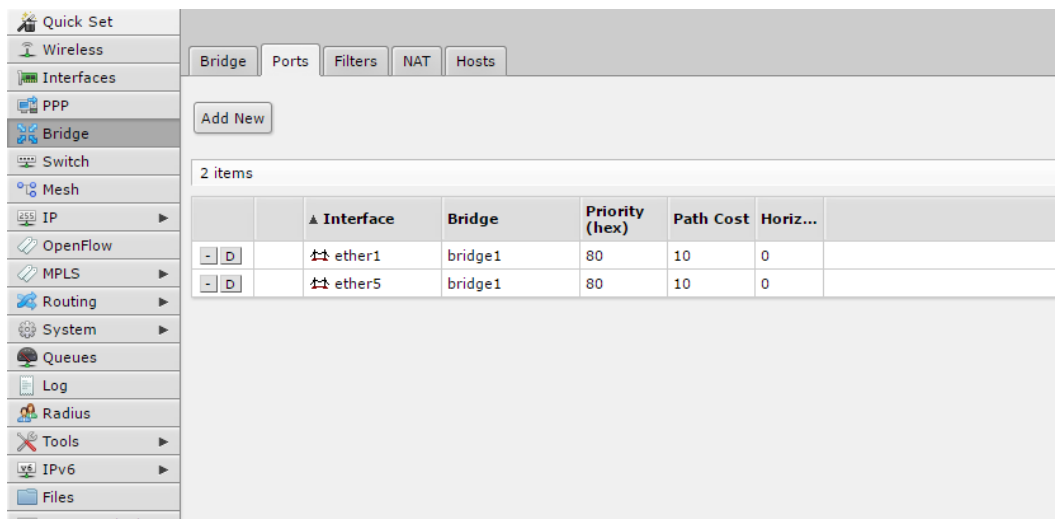 Quick Set
Wireless
Interfaces
PPP
Bridge
Switch
Mesh
IP
OpenFlow
MPLS
Routing
System
Queues
Log
Radius
Tools
IPv6
Files
Bridge Ports Filters NAT Hosts
Add New
2 items
▲ Interface Bridge Priority (hex) Path Cost Horiz...
- D ether1 bridge1 80 10 0
- D ether5 bridge1 80 10 0